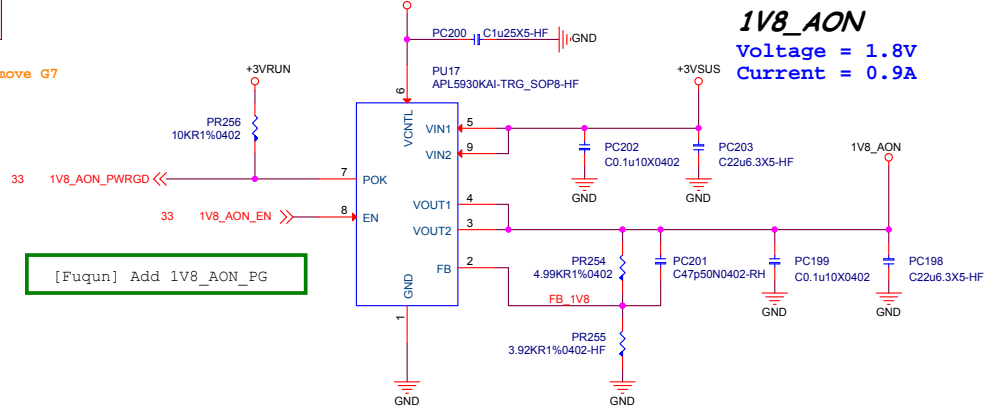 1V8_AON
Voltage = 1.8V
Current = 0.9A
move G7
PC200 C1u25X5-HF GND
+3VRUN
PU17
APL5930KAI-TRG_SOP8-HF
+3VSUS
6
VCNTL
PR256
10KR1%0402
VIN1 5
VIN2 9
PC202
C0.1u10X0402
PC203
C22u6.3X5-HF
1V8_AON
33 1V8_AON_PWRGD 7 POK
GND GND
33 1V8_AON_EN 8 EN
VOUT1 4
VOUT2 3
[Fuqun] Add 1V8_AON_PG
FB 2
PR254
4.99KR1%0402
PC201
C47p50N0402-RH
PC199
C0.1u10X0402
PC198
C22u6.3X5-HF
GND
1
FB_1V8
GND GND
PR255
3.92KR1%0402-HF
GND GND